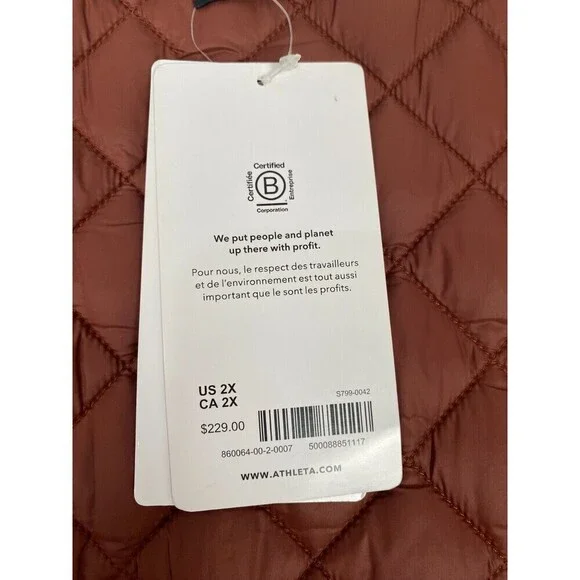 Certified
Certifiée
B
Entreprise
Corporation
We put people and planet
up there with profit.
Pour nous, le respect des travailleurs
et de l'environnement est tout aussi
important que le sont les profits.
US 2X
CA 2X
S799-0042
$229.00
860064-00-2-0007 500088851117
WWW.ATHLETA.COM